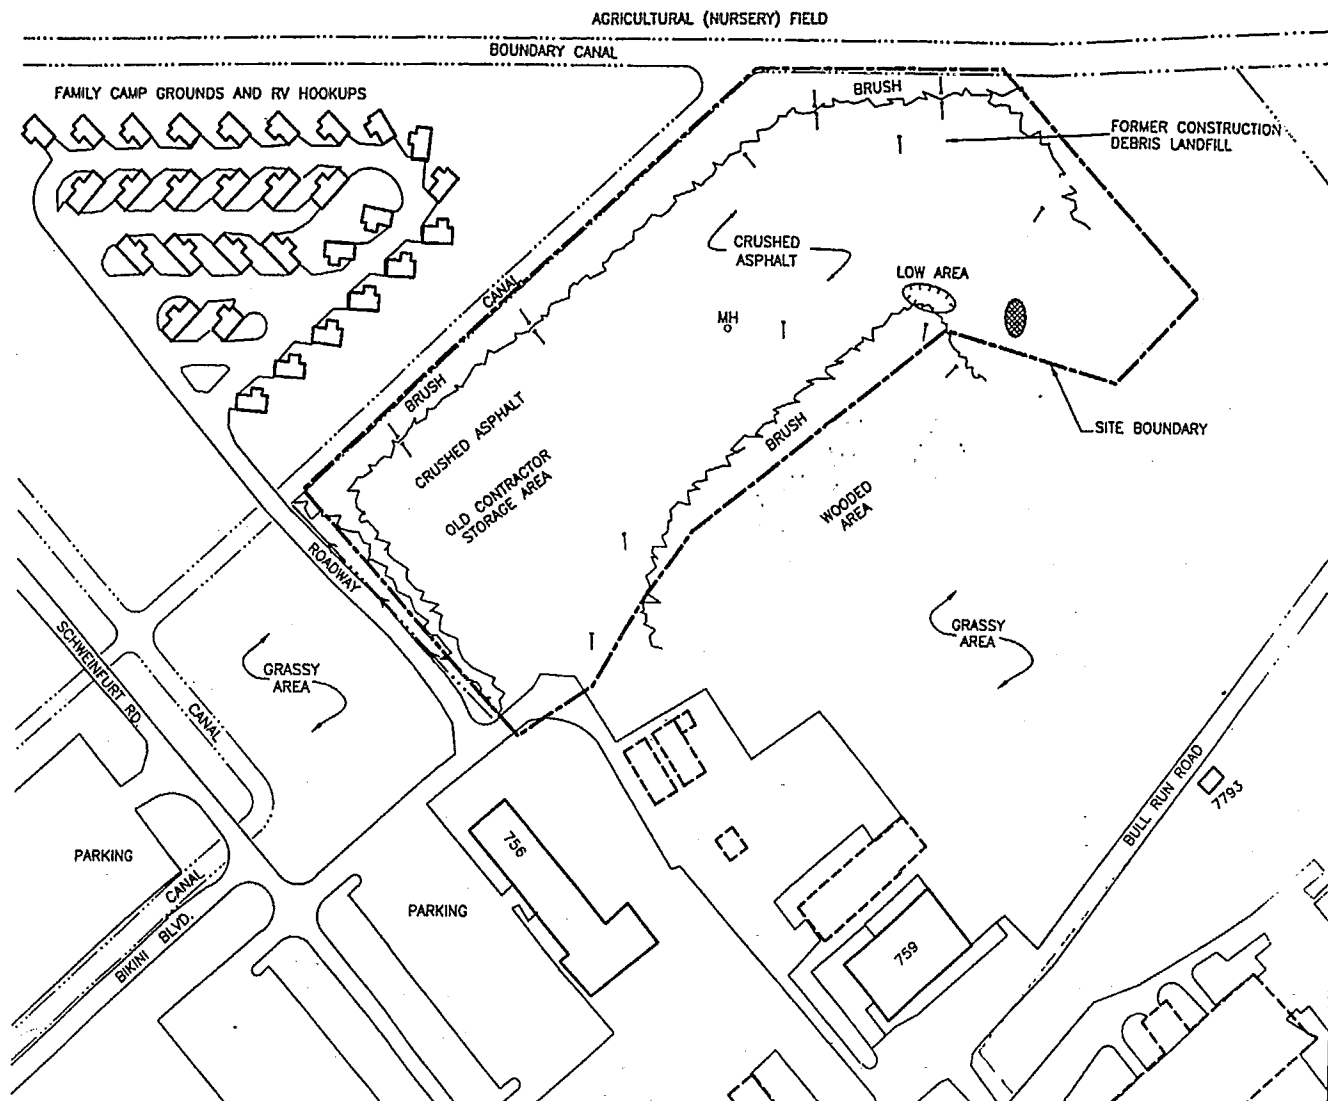 AGRICULTURAL (NURSERY) FIELD
BOUNDARY CANAL
FAMILY CAMP GROUNDS AND RV HOOKUPS
BRUSH
FORMER CONSTRUCTION
DEBRIS LANDFILL
CRUSHED
ASPHALT
LOW AREA
CANAL
MH
BRUSH
CRUSHED ASPHALT
BRUSH
SITE BOUNDARY
OLD CONTRACTOR
STORAGE AREA
WOODED
AREA
ROADWAY
SCHWEINFURT RD.
GRASSY
AREA
GRASSY
AREA
CANAL
BULL RUN ROAD
7793
756
PARKING
CANAL
PARKING
BIKINI BLVD.
759